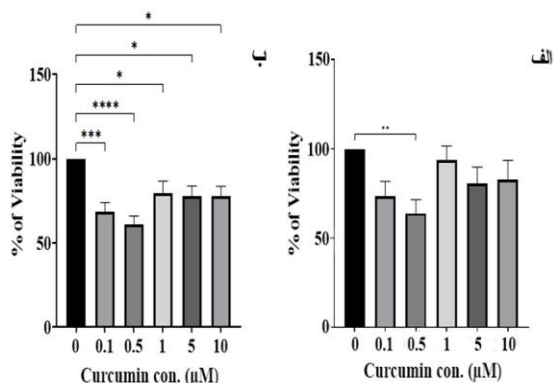 ب
*
*
*
****
***
150
100
50
0
% of Viability
0 0.1 0.5 1 5 10
Curcumin con. (µM)
الف
**
150
100
50
0
% of Viability
0 0.1 0.5 1 5 10
Curcumin con. (µM)